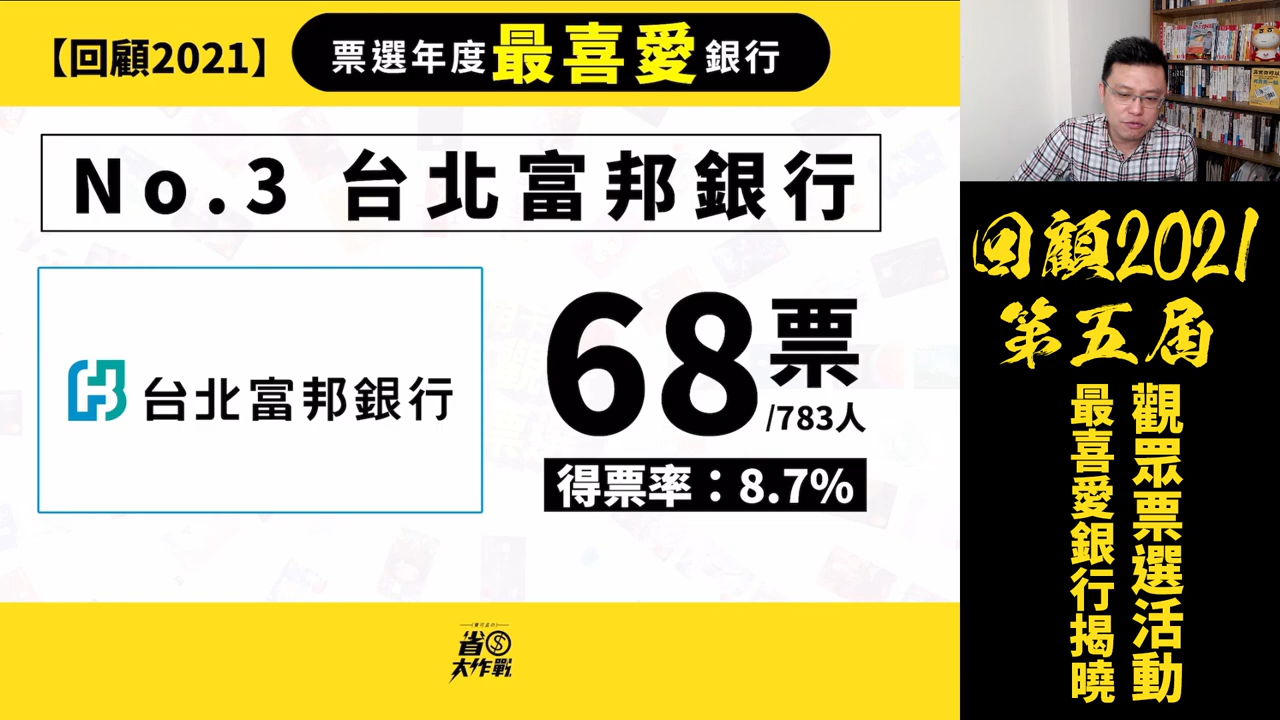 【回顧2021】
票選年度最喜愛銀行
No.3 台北富邦銀行
台北富邦銀行
68票
/783人
得票率：8.7%
省
大作戰
回顧2021
第五屆
觀眾票選活動
最喜愛銀行揭曉